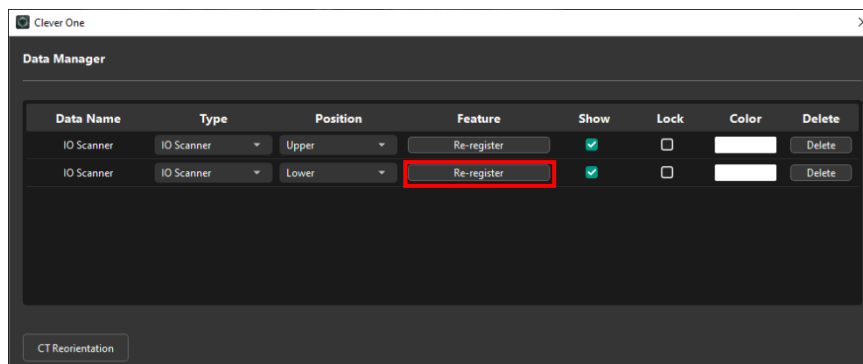 Clever One
Data Manager
Data Name Type Position Feature Show Lock Color Delete
IO Scanner IO Scanner Upper Re-register Delete
IO Scanner IO Scanner Lower Re-register Delete
CT Reorientation